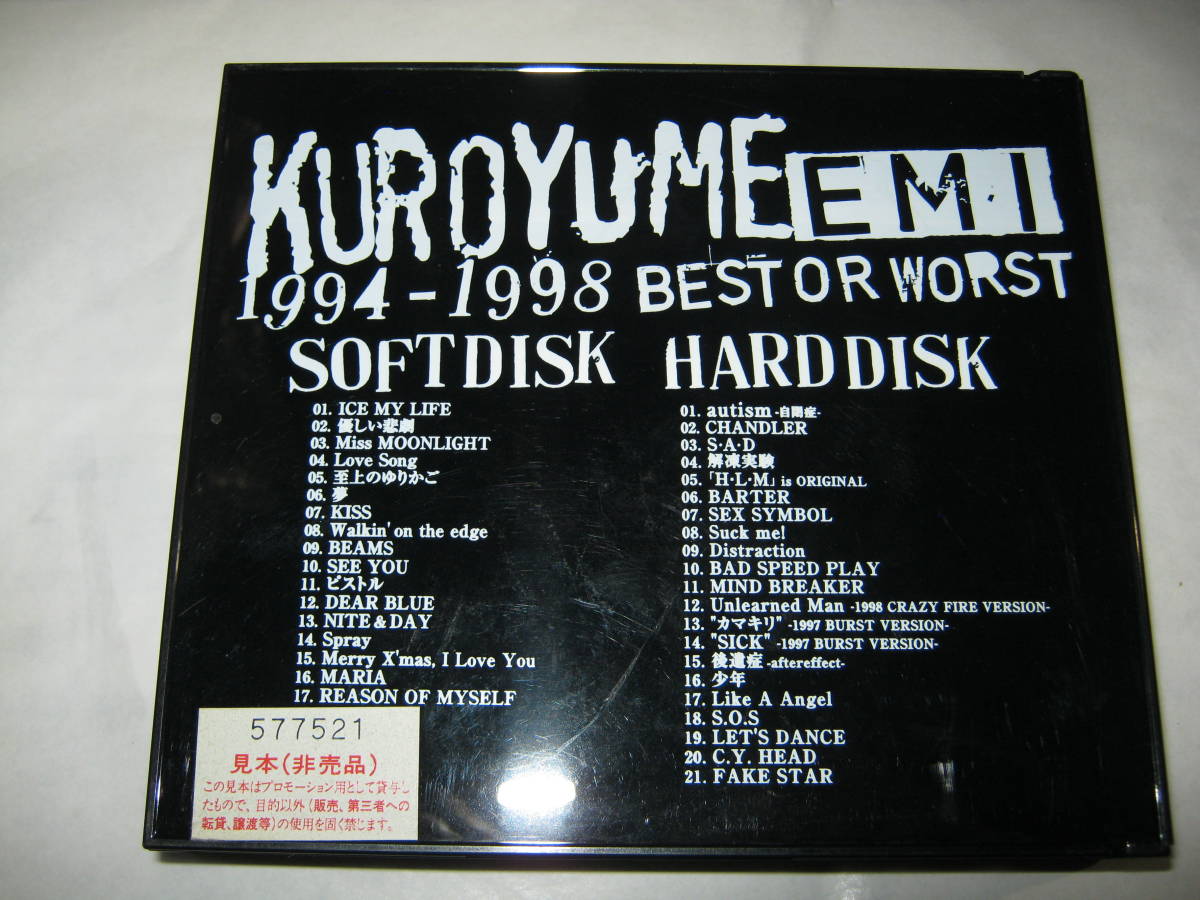 KUROYUME EMI
1994-1998 BEST OR WORST
SOFT DISK
01. ICE MY LIFE
02. 優しい悲劇
03. Miss MOONLIGHT
04. Love Song
05. 至上のゆりかご
06. 夢
07. KISS
08. Walkin' on the edge
09. BEAMS
10. SEE YOU
11. ピストル
12. DEAR BLUE
13. NITE & DAY
14. Spray
15. Merry X'mas, I Love You
16. MARIA
17. REASON OF MYSELF
HARD DISK
01. autism -自閉症-
02. CHANDLER
03. S・A・D
04. 解凍実験
05. 「H・L・M」 is ORIGINAL
06. BARTER
07. SEX SYMBOL
08. Suck me!
09. Distraction
10. BAD SPEED PLAY
11. MIND BREAKER
12. Unlearned Man -1998 CRAZY FIRE VERSION-
13. "カマキリ" -1997 BURST VERSION-
14. "SICK" -1997 BURST VERSION-
15. 後遺症 -aftereffect-
16. 少年
17. Like A Angel
18. S.O.S
19. LET'S DANCE
20. C.Y. HEAD
21. FAKE STAR
577521
見本(非売品)
この見本はプロモーション用として貸与し
たもので、目的以外(販売、第三者への
転貸、譲渡等)の使用を固く禁じます。